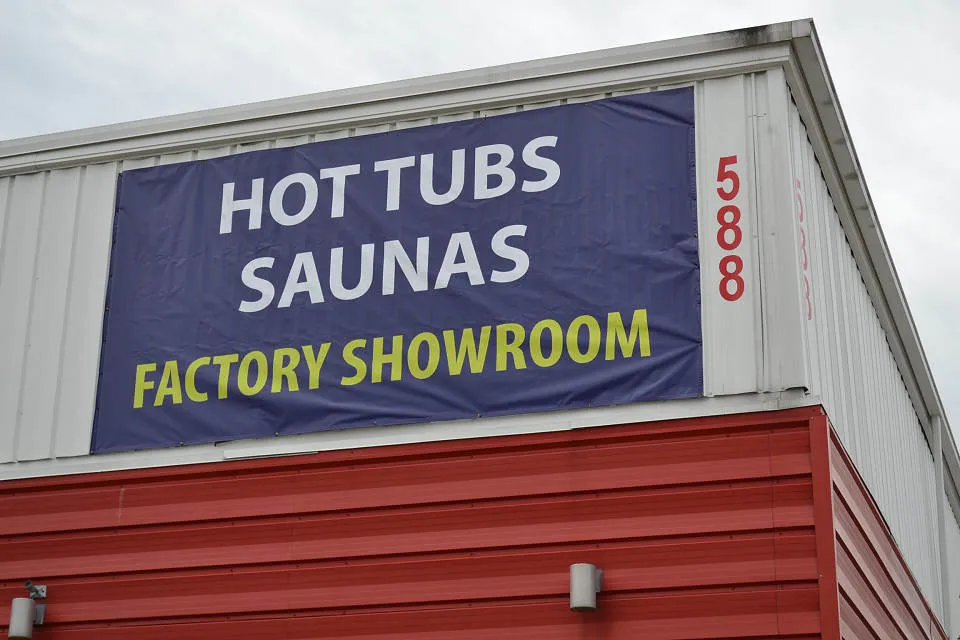 HOT TUBS
SAUNAS
FACTORY SHOWROOM
588